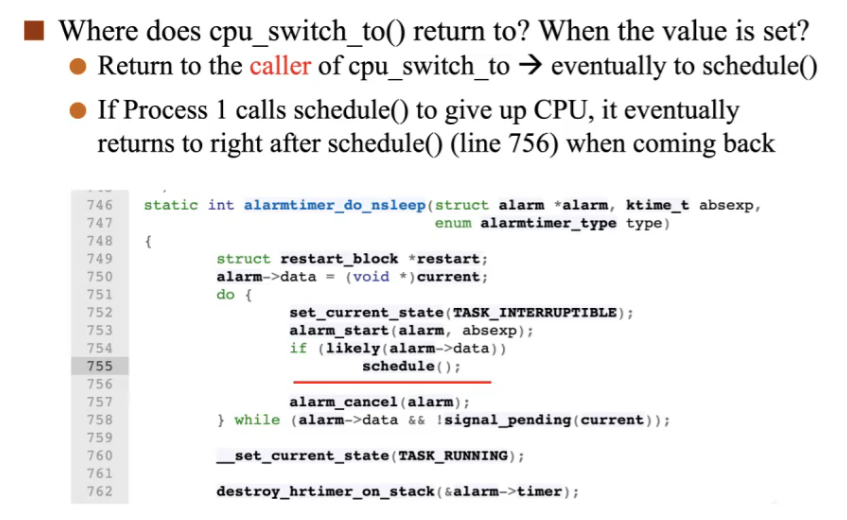 Where does cpu_switch_to() return to? When the value is set?
Return to the caller of cpu_switch_to → eventually to schedule()
If Process 1 calls schedule() to give up CPU, it eventually
returns to right after schedule() (line 756) when coming back
746 static int alarmtimer_do_nsleep(struct alarm *alarm, ktime_t absexp,
747 enum alarmtimer_type type)
748 {
749 struct restart_block *restart;
750 alarm->data = (void *)current;
751 do {
752 set_current_state(TASK_INTERRUPTIBLE);
753 alarm_start(alarm, absexp);
754 if (likely(alarm->data))
755 schedule();
756
757 alarm_cancel(alarm);
758 } while (alarm->data && !signal_pending(current));
759
760 __set_current_state(TASK_RUNNING);
761
762 destroy_hrtimer_on_stack(&alarm->timer);